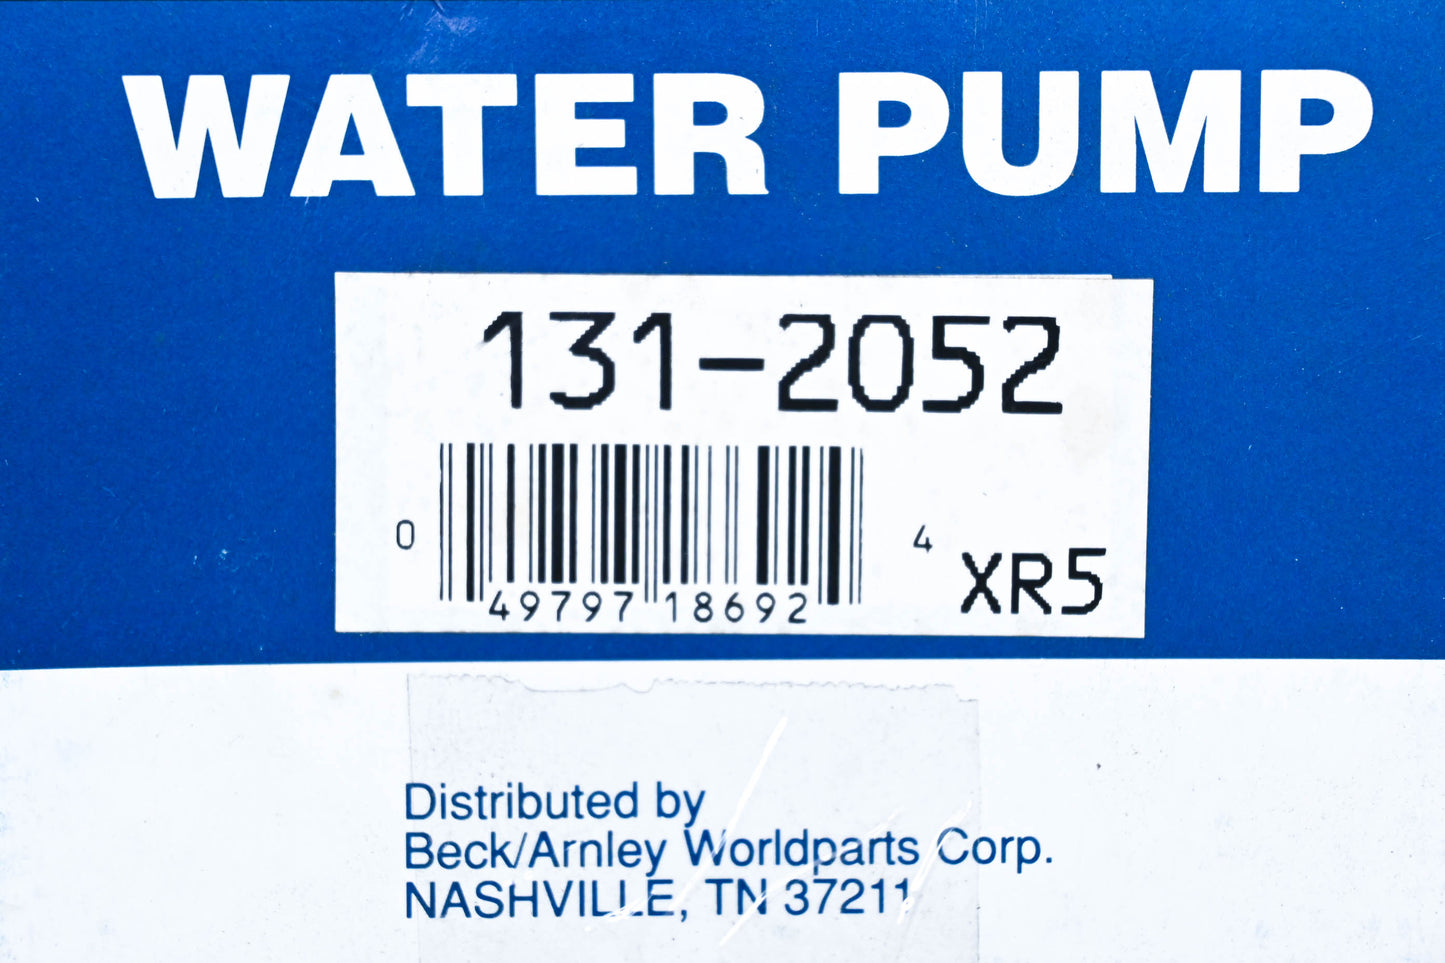 WATER PUMP
131-2052
0 49797 18692 4
XR5
Distributed by
Beck/Arnley Worldparts Corp.
NASHVILLE, TN 37211